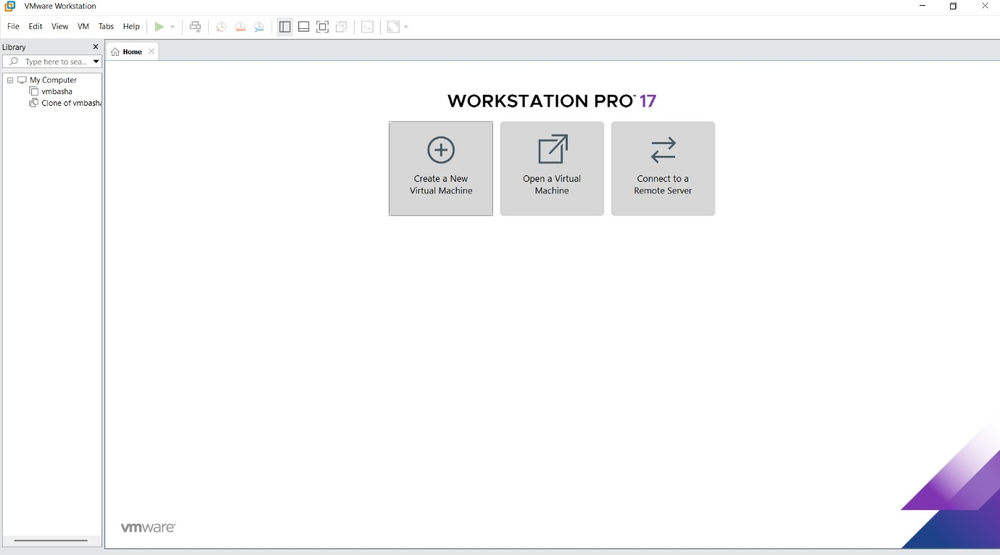 VMware Workstation
File Edit View VM Tabs Help
Library
Type here to sea...
My Computer
vmbasha
Clone of vmbasha
Home
WORKSTATION PRO™ 17
Create a New
Virtual Machine
Open a Virtual
Machine
Connect to a
Remote Server
vmware®